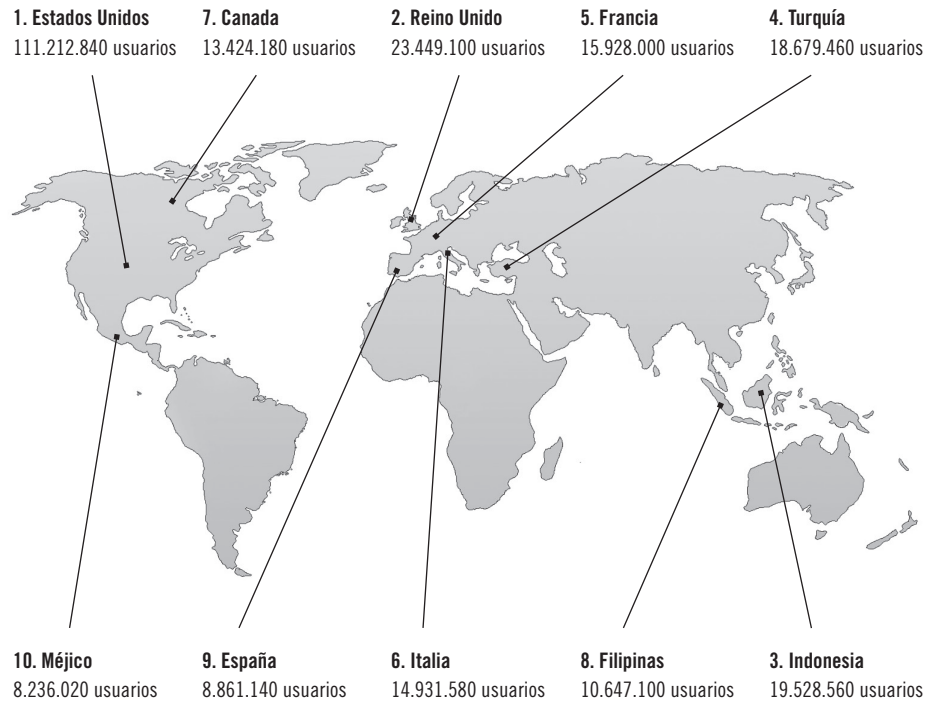 1. Estados Unidos
111.212.840 usuarios
7. Canada
13.424.180 usuarios
2. Reino Unido
23.449.100 usuarios
5. Francia
15.928.000 usuarios
4. Turquía
18.679.460 usuarios
10. Méjico
8.236.020 usuarios
9. España
8.861.140 usuarios
6. Italia
14.931.580 usuarios
8. Filipinas
10.647.100 usuarios
3. Indonesia
19.528.560 usuarios